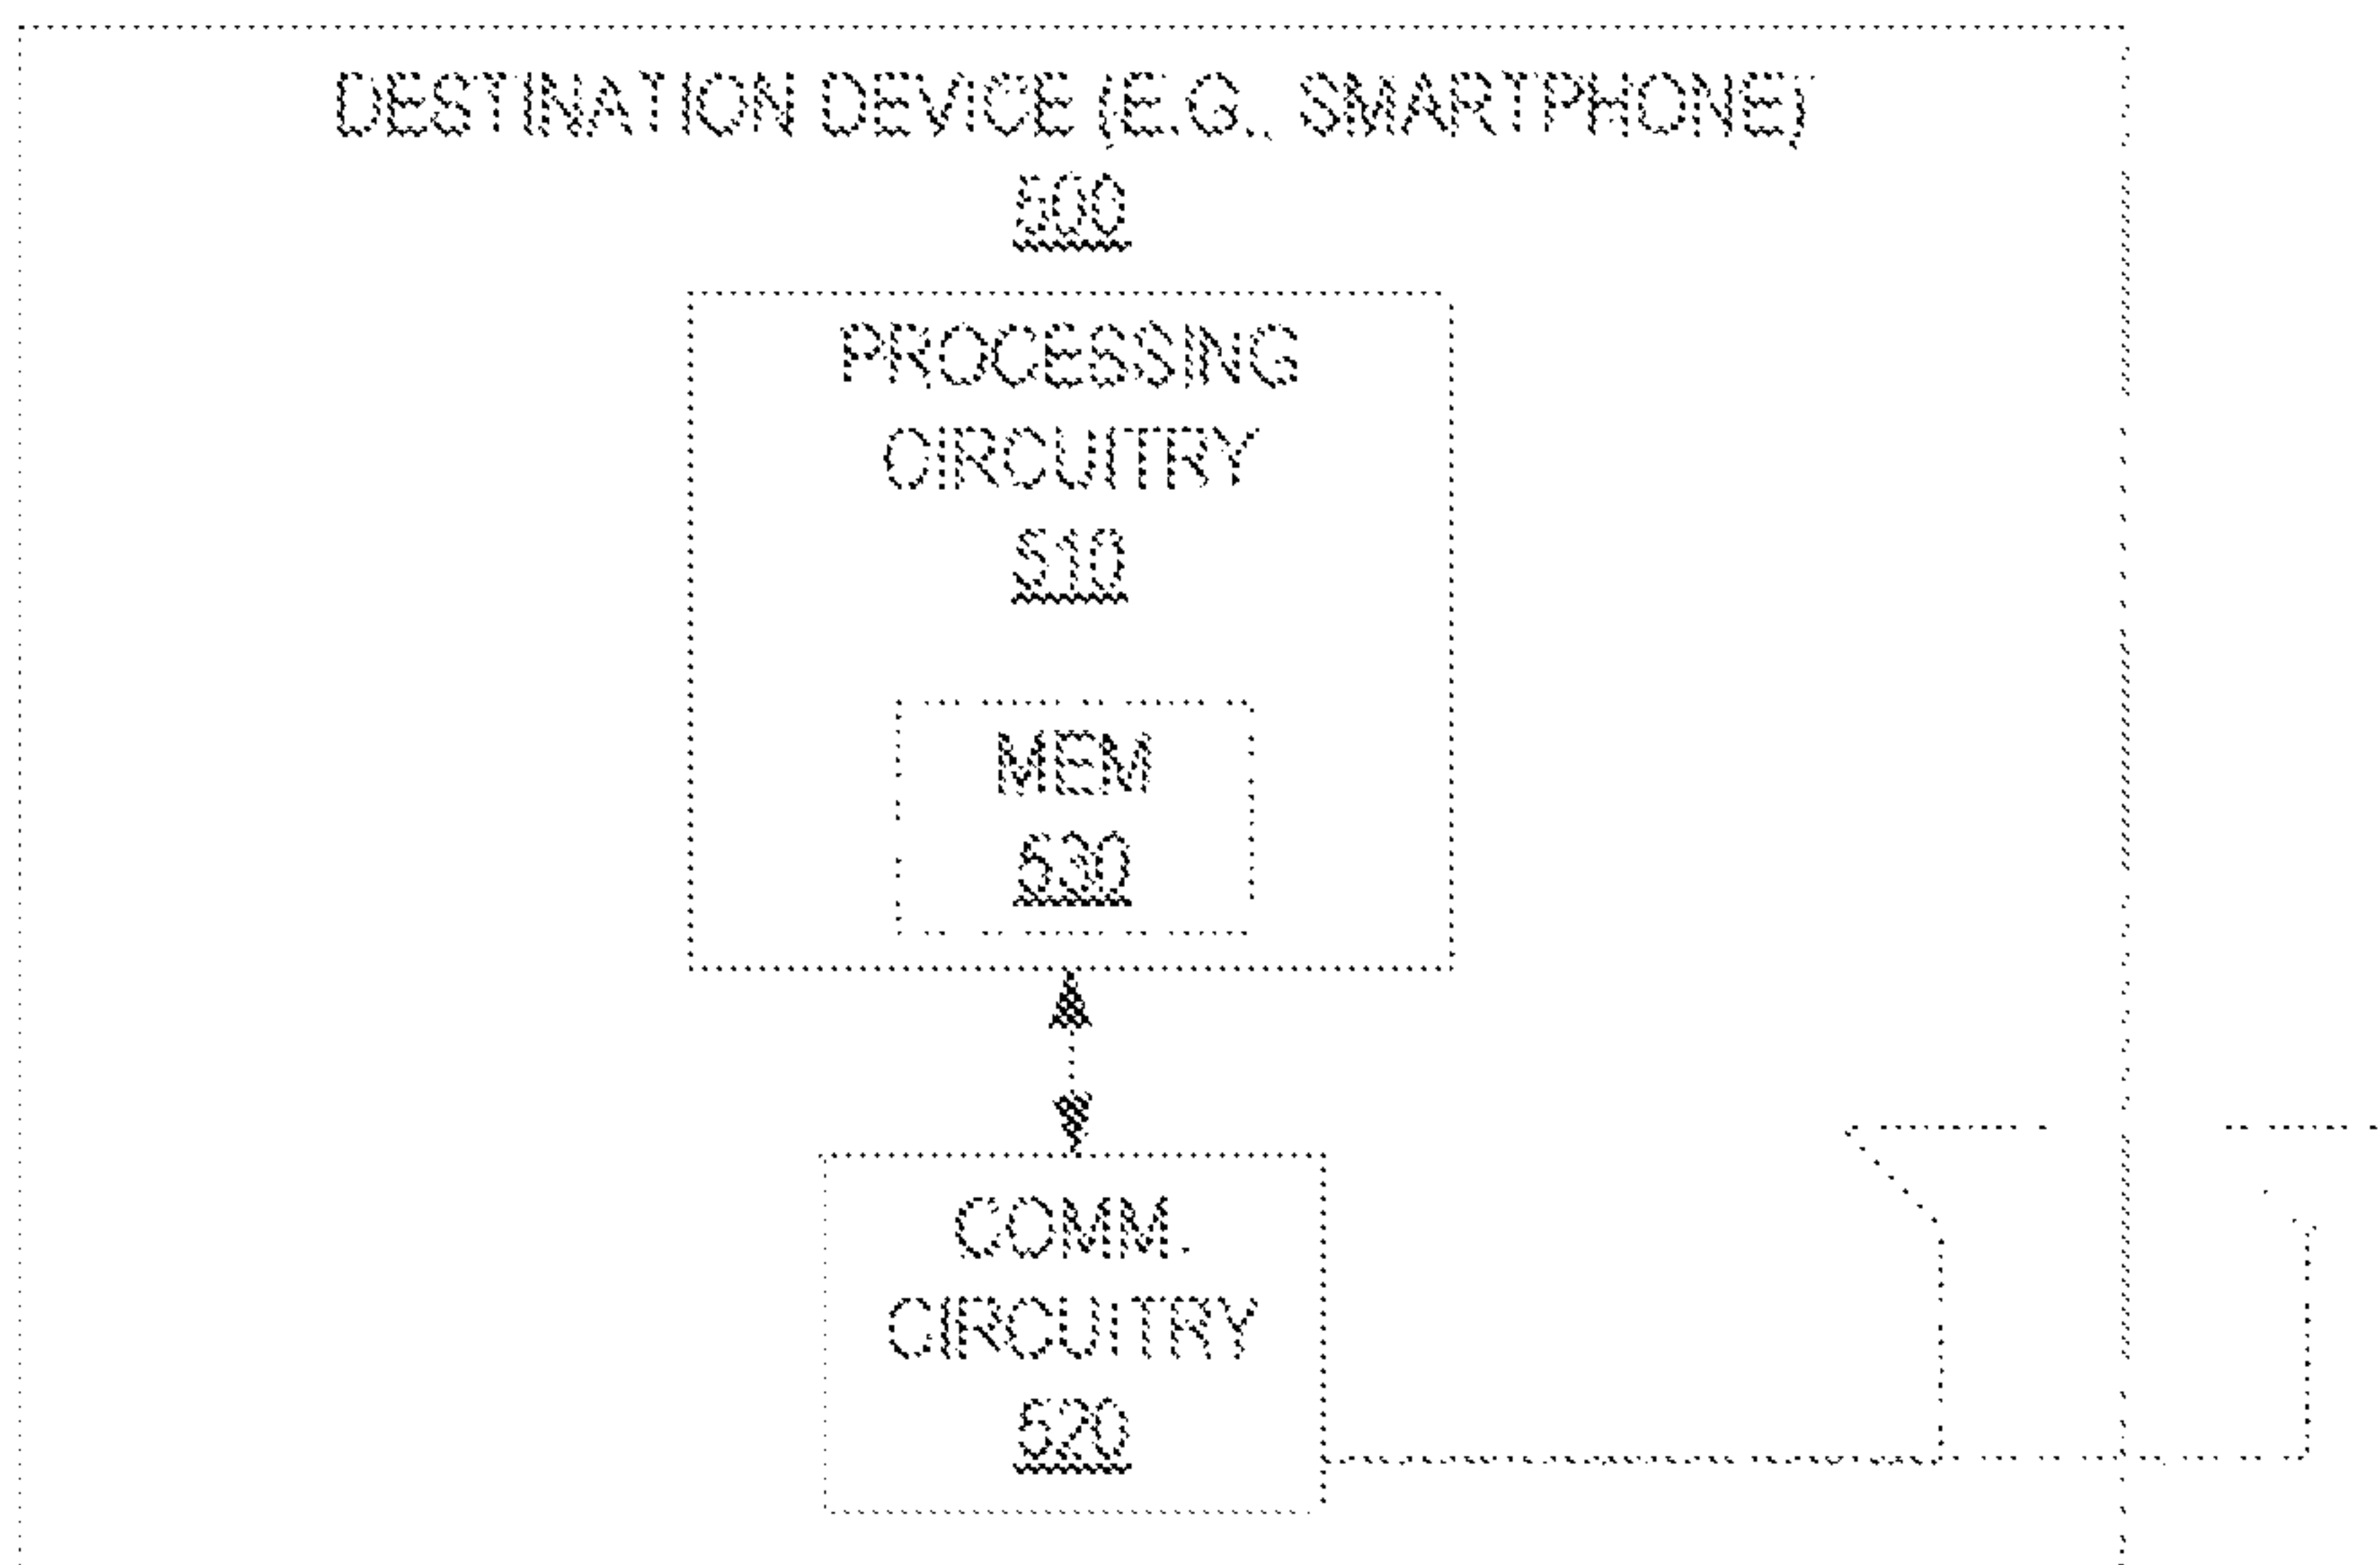 DESTINATION DEVICE (E.G., SMARTPHONE)
500
PROCESSING
CIRCUITRY
510
MEM
530
COMM.
CIRCUITRY
520